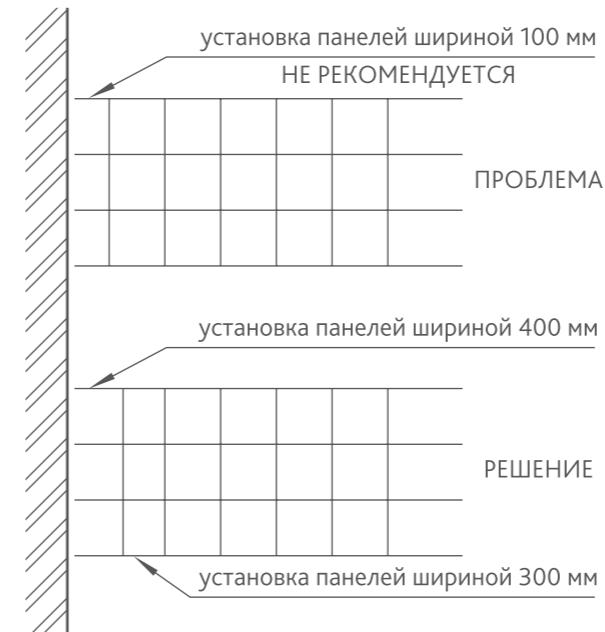 установка панелей шириной 100 мм
НЕ РЕКОМЕНДУЕТСЯ
ПРОБЛЕМА
установка панелей шириной 400 мм
РЕШЕНИЕ
установка панелей шириной 300 мм